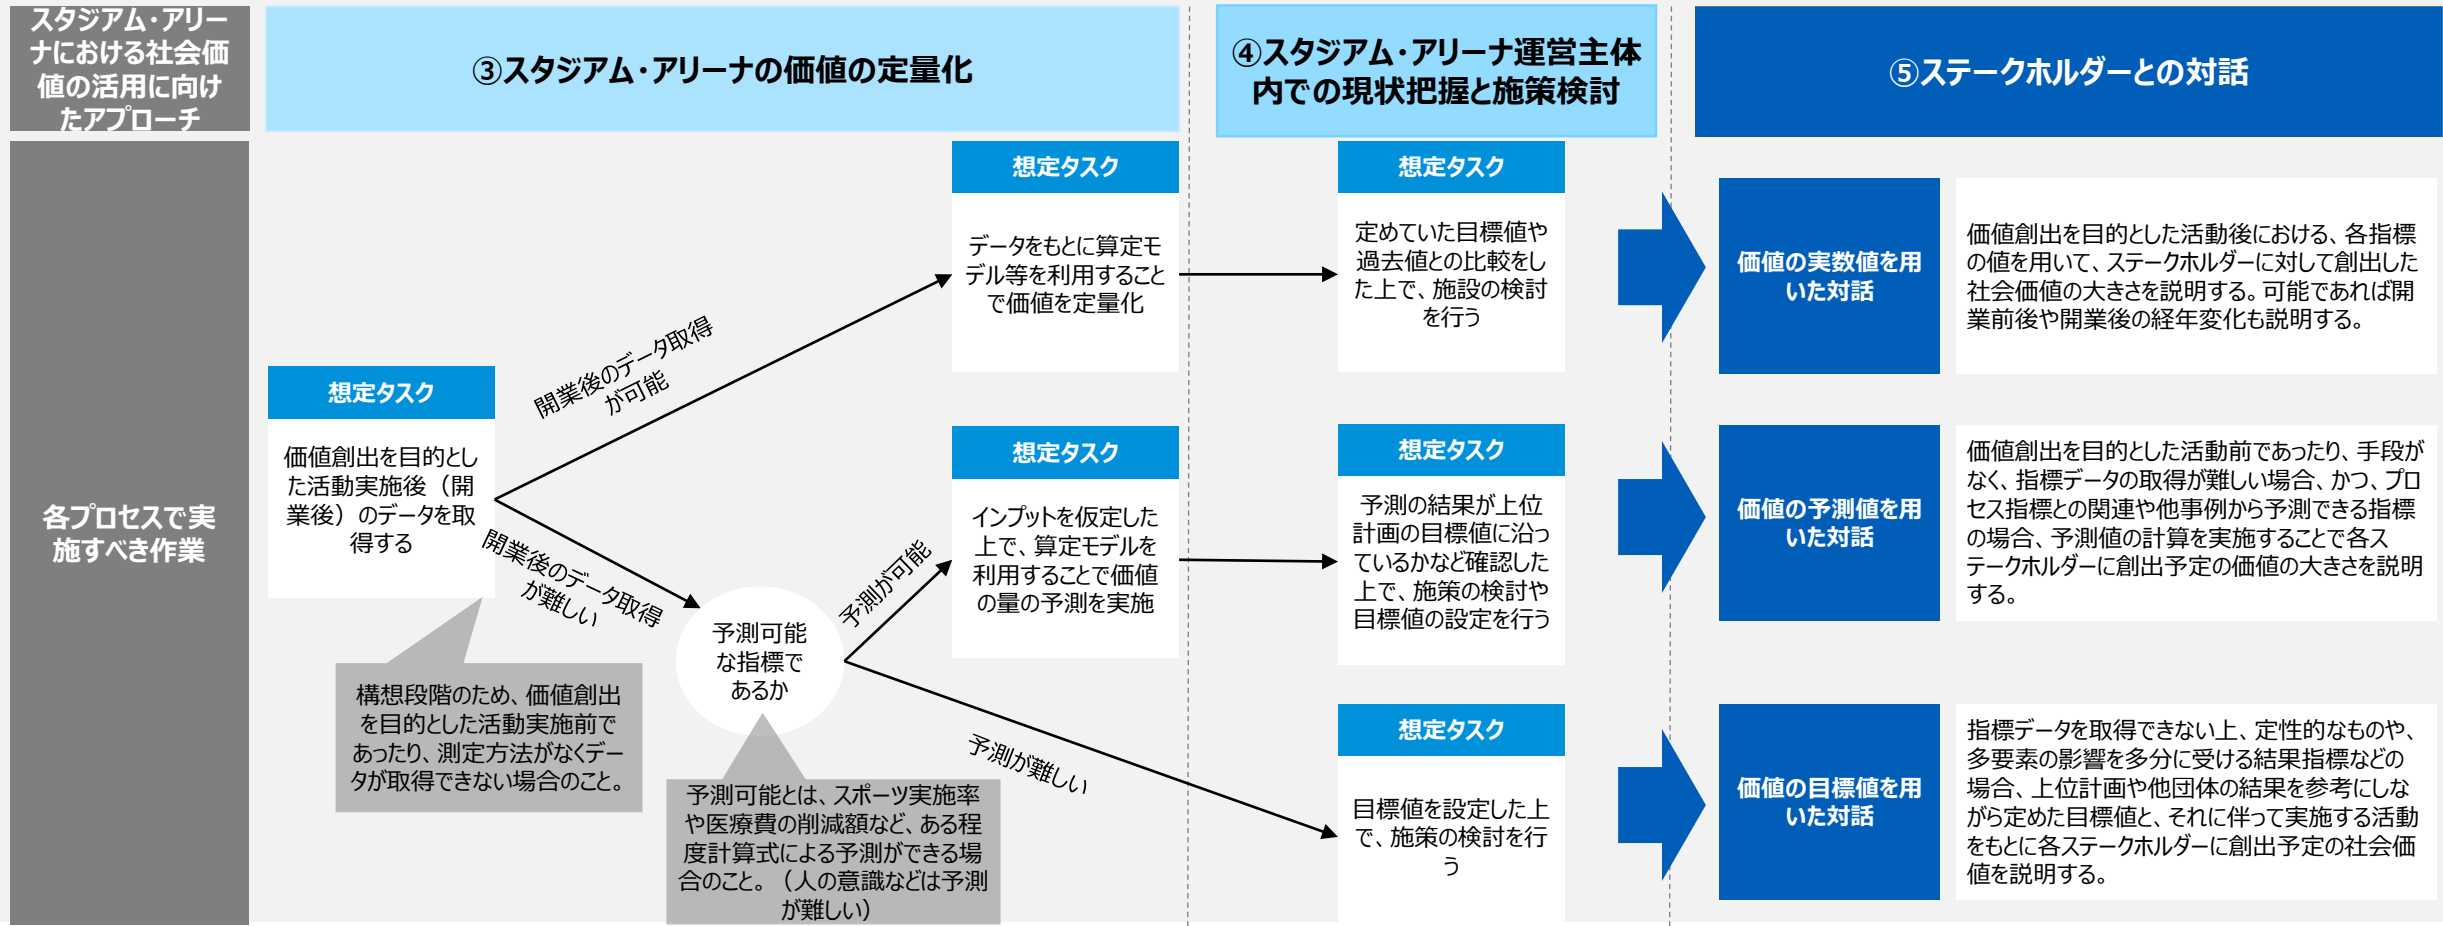 スタジアム・アリー
ナにおける社会価
値の活用に向け
たアプローチ
③スタジアム・アリーナの価値の定量化
④スタジアム・アリーナ運営主体
内での現状把握と施策検討
⑤ステークホルダーとの対話
各プロセスで実
施すべき作業
想定タスク
価値創出を目的とし
た活動実施後（開
業後）のデータを取
得する
開業後のデータ取得
が可能
開業後のデータ取得
が難しい
構想段階のため、価値創出
を目的とした活動実施前で
あったり、測定方法がなくデー
タが取得できない場合のこと。
予測可能
な指標で
あるか
予測可能とは、スポーツ実施率
や医療費の削減額など、ある程
度計算式による予測ができる場
合のこと。（人の意識などは予測
が難しい）
予測が可能
予測が難しい
想定タスク
データをもとに算定モ
デル等を利用すること
で価値を定量化
想定タスク
インプットを仮定した
上で、算定モデルを
利用することで価値
の量の予測を実施
想定タスク
定めていた目標値や
過去値との比較をし
た上で、施設の検討
を行う
想定タスク
予測の結果が上位
計画の目標値に沿っ
ているかなど確認した
上で、施策の検討や
目標値の設定を行う
想定タスク
目標値を設定した上
で、施策の検討を行
う
価値の実数値を用
いた対話
価値創出を目的とした活動後における、各指標
の値を用いて、ステークホルダーに対して創出した
社会価値の大きさを説明する。可能であれば開
業前後や開業後の経年変化も説明する。
価値の予測値を用
いた対話
価値創出を目的とした活動前であったり、手段が
なく、指標データの取得が難しい場合、かつ、プロ
セス指標との関連や他事例から予測できる指標
の場合、予測値の計算を実施することで各ス
テークホルダーに創出予定の価値の大きさを説明
する。
価値の目標値を用
いた対話
指標データを取得できない上、定性的なものや、
多要素の影響を多分に受ける結果指標などの
場合、上位計画や他団体の結果を参考にしな
がら定めた目標値と、それに伴って実施する活動
をもとに各ステークホルダーに創出予定の社会価
値を説明する。